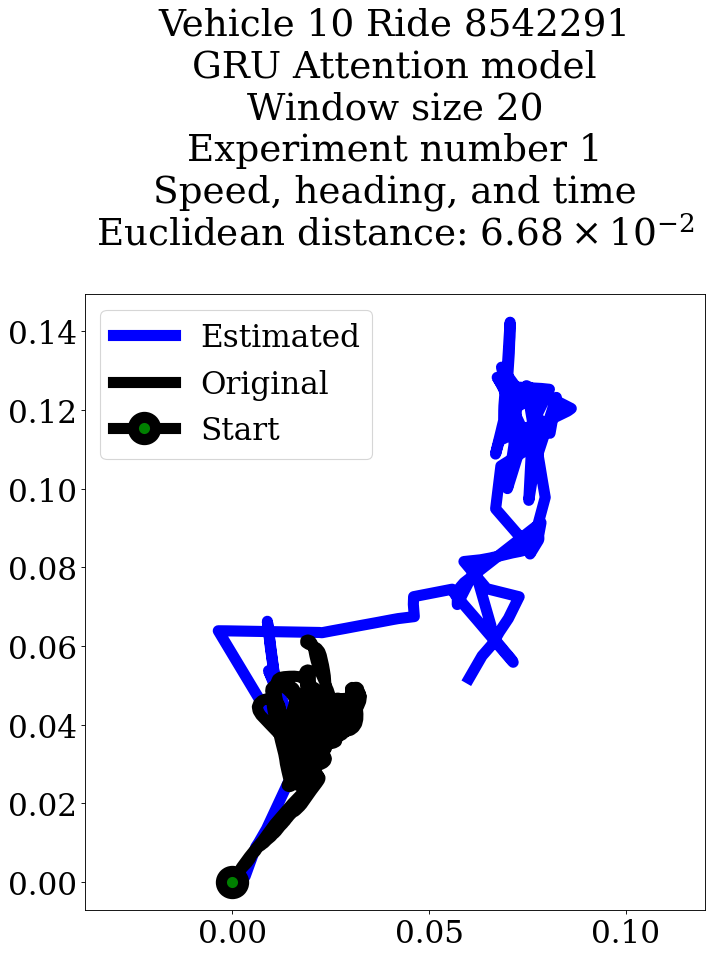 Vehicle 10 Ride 8542291
GRU Attention model
Window size 20
Experiment number 1
Speed, heading, and time
Euclidean distance: 6.68 × 10⁻²
Estimated
Original
Start
0.14
0.12
0.10
0.08
0.06
0.04
0.02
0.00
0.00 0.05 0.10